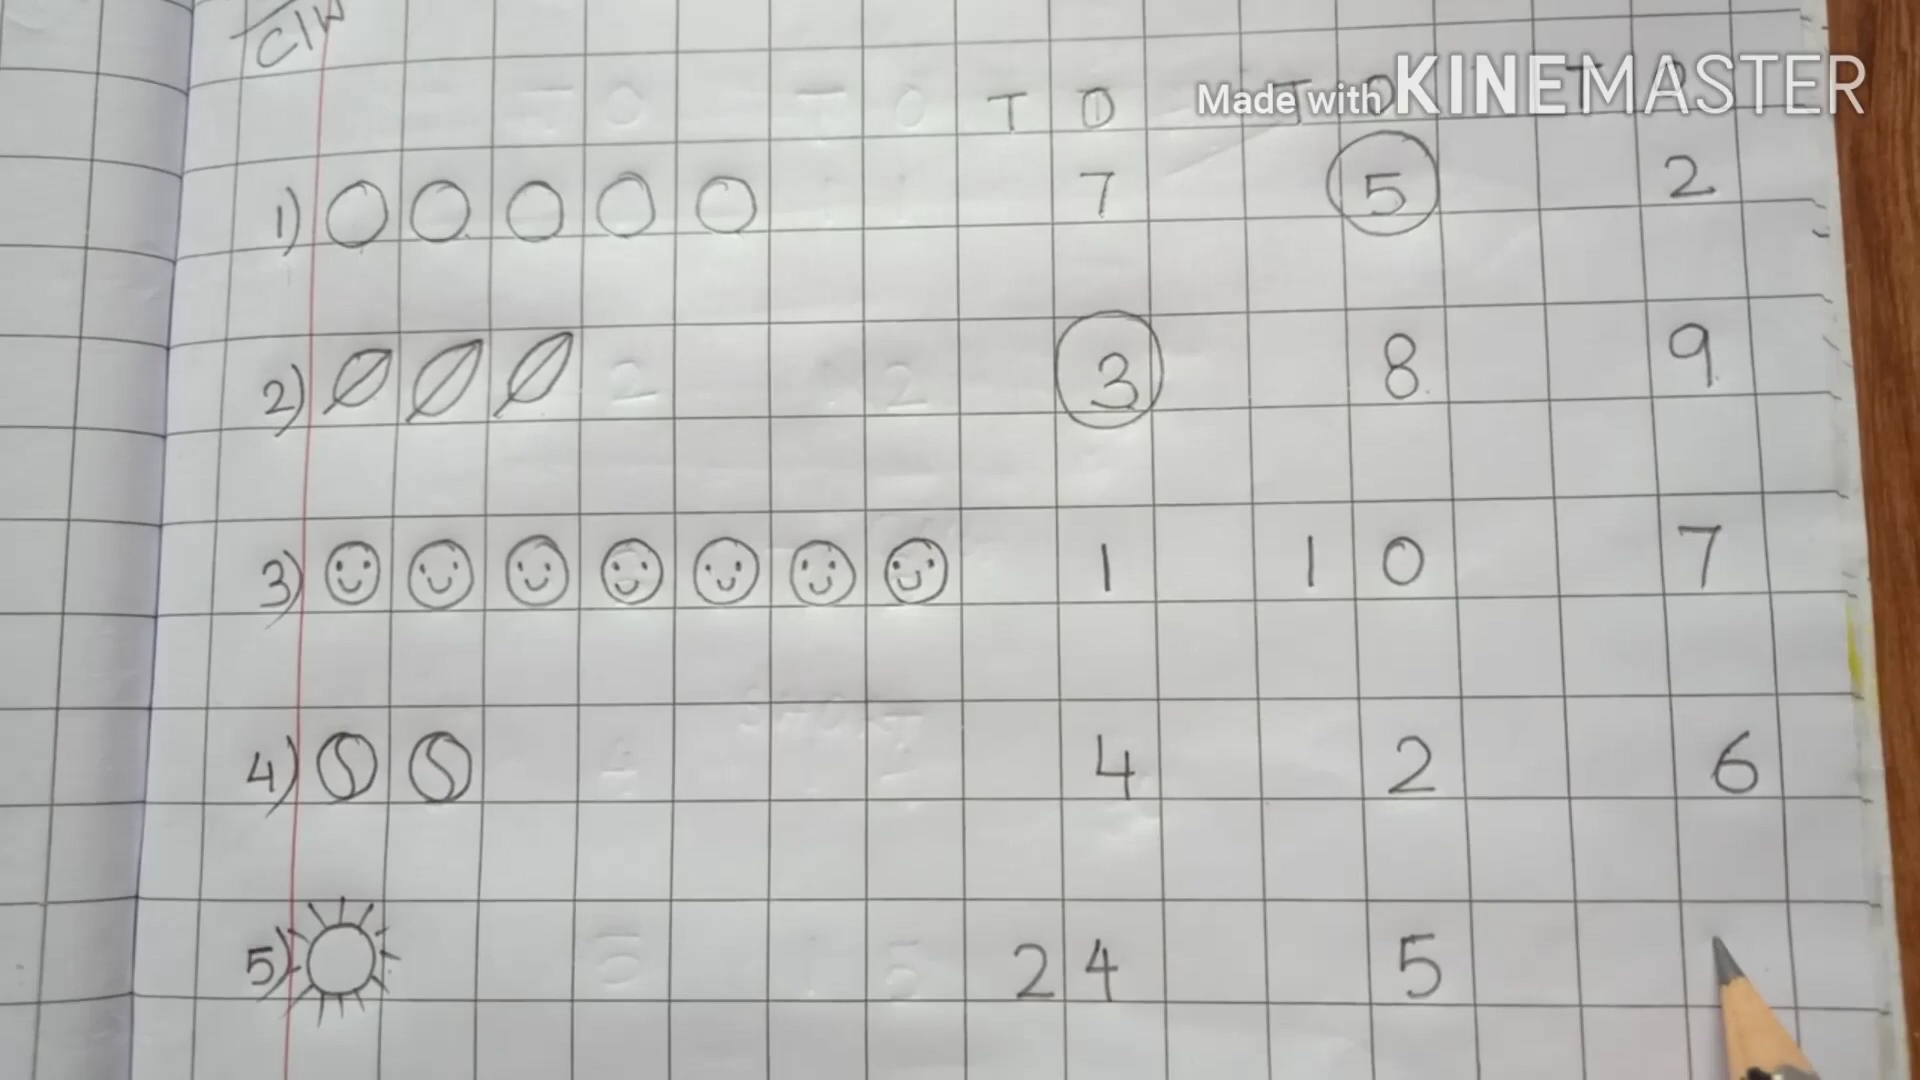 C/W
Made with KINEMASTER
T O T O T O
1) 7 5 2
2) 3 8 9
3) 1 10 7
4) 4 2 6
5) 24 5